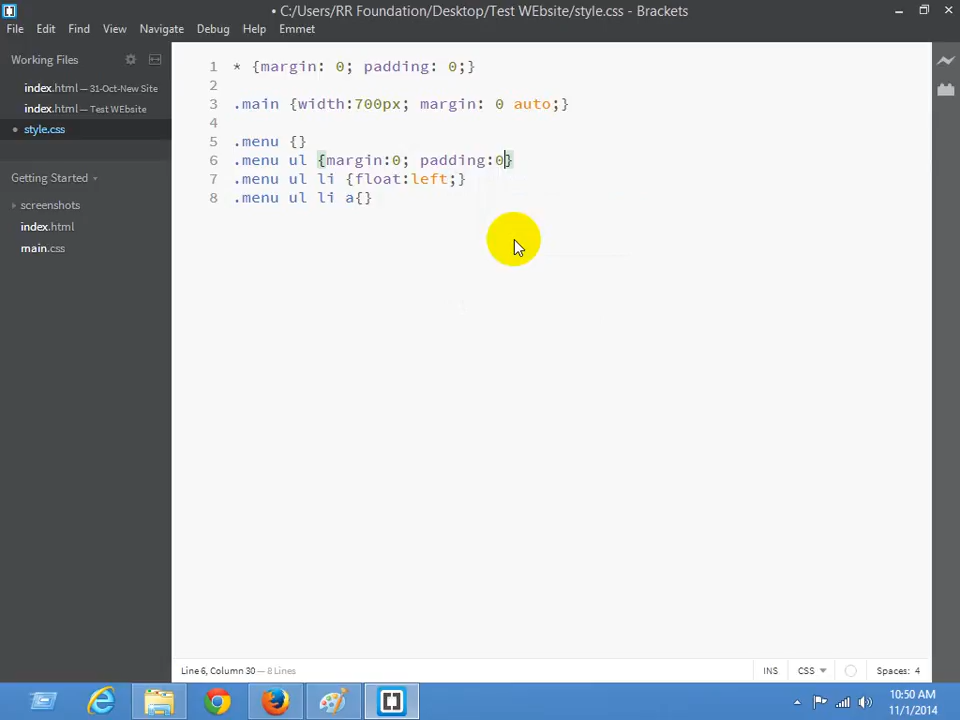 • C:/Users/RR Foundation/Desktop/Test WEbsite/style.css - Brackets
File Edit Find View Navigate Debug Help Emmet
Working Files
index.html — 31-Oct-New Site
index.html — Test WEbsite
• style.css
Getting Started
screenshots
index.html
main.css
1 * {margin: 0; padding: 0;}
2
3 .main {width:700px; margin: 0 auto;}
4
5 .menu {}
6 .menu ul {margin:0; padding:0}
7 .menu ul li {float:left;}
8 .menu ul li a{}
Line 6, Column 30 — 8 Lines
INS CSS Spaces: 4
10:50 AM
11/1/2014